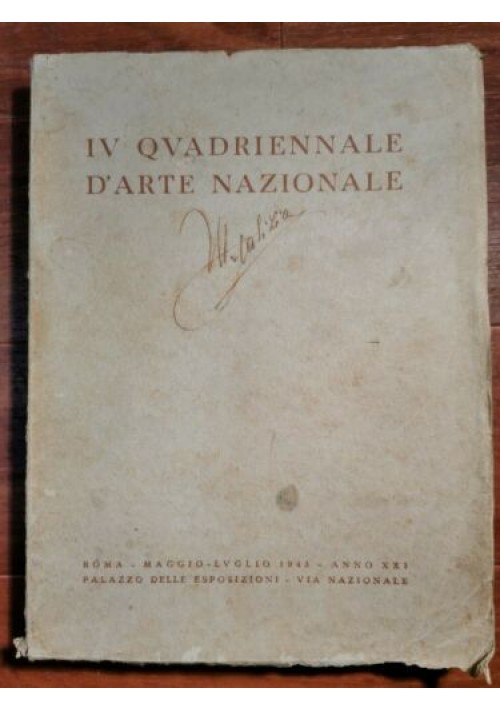 IV QVADRIENNALE
D'ARTE NAZIONALE
ROMA - MAGGIO-LVGLIO 1943 - ANNO XXI
PALAZZO DELLE ESPOSIZIONI - VIA NAZIONALE